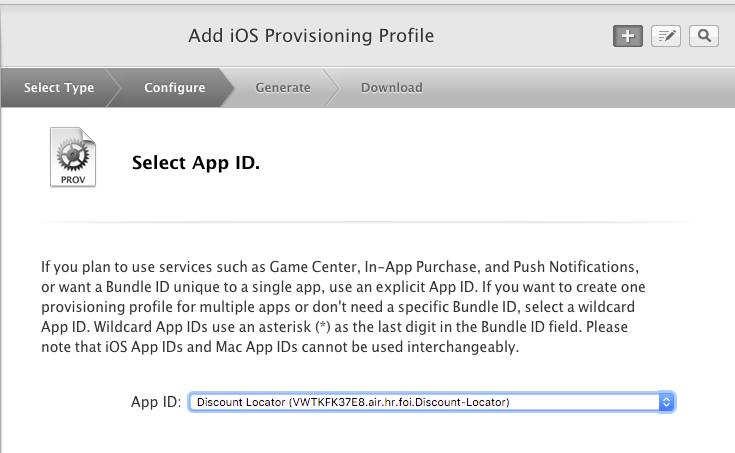 Add iOS Provisioning Profile
Select Type
Configure
Generate
Download
PROV
Select App ID.
If you plan to use services such as Game Center, In-App Purchase, and Push Notifications,
or want a Bundle ID unique to a single app, use an explicit App ID. If you want to create one
provisioning profile for multiple apps or don't need a specific Bundle ID, select a wildcard
App ID. Wildcard App IDs use an asterisk (*) as the last digit in the Bundle ID field. Please
note that iOS App IDs and Mac App IDs cannot be used interchangeably.
App ID: Discount Locator (VWTKFK37E8.air.hr.foi.Discount-Locator)